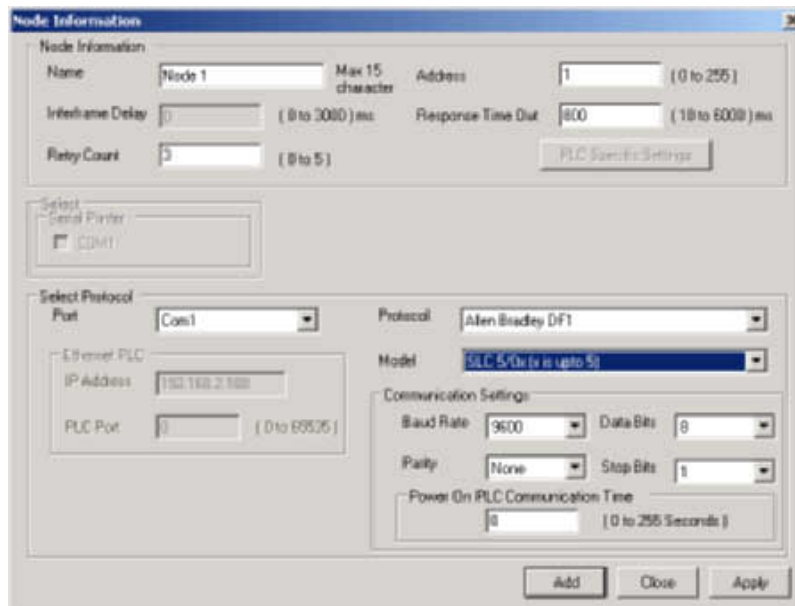 Node Information
Node Information
Name Node 1 Max 15 character Address 1 ( 0 to 255 )
Interframe Delay 0 ( 0 to 3000 ) ms Response Time Out 800 ( 10 to 6000 ) ms
Retry Count 3 ( 0 to 5 ) PLC Specific Settings
Select
Serial Printer
COM1
Select Protocol
Port Com1 Protocol Allen Bradley DF1
Ethernet PLC Model SLC 5/0x (x is upto 5)
IP Address 192.168.2.100
Communication Settings
PLC Port 0 ( 0 to 65535 ) Baud Rate 9600 Data Bits 8
Parity None Stop Bits 1
Power On PLC Communication Time
( 0 to 255 Seconds )
Add Close Apply